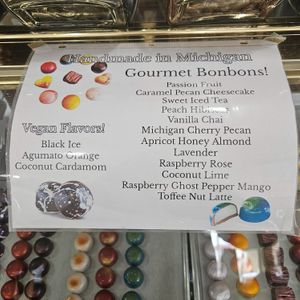 Handmade in Michigan
Gourmet Bonbons!
Passion Fruit
Caramel Pecan Cheesecake
Sweet Iced Tea
Peach Hibiscus
Vanilla Chai
Michigan Cherry Pecan
Apricot Honey Almond
Lavender
Raspberry Rose
Coconut Lime
Raspberry Ghost Pepper Mango
Toffee Nut Latte
Vegan Flavors!
Black Ice
Agumato Orange
Coconut Cardamom